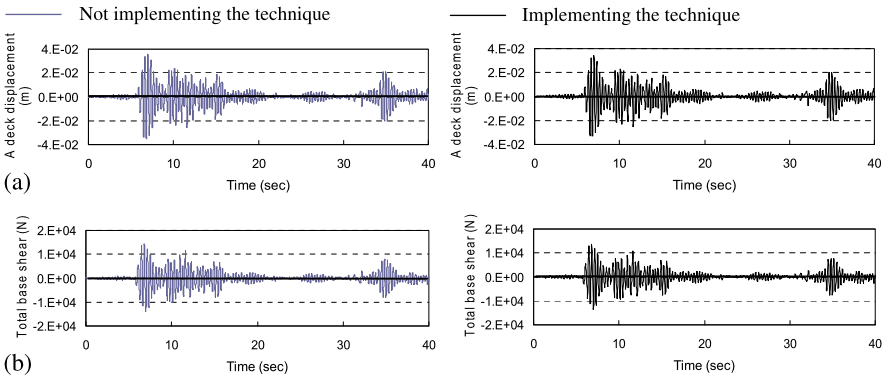 Not implementing the technique
Implementing the technique
A deck displacement
(m)
4.E-02
2.E-02
0.E+00
-2.E-02
-4.E-02
0 10 20 30 40
Time (sec)
A deck displacement
(m)
4.E-02
2.E-02
0.E+00
-2.E-02
-4.E-02
0 10 20 30 40
Time (sec)
(a)
Total base shear (N)
2.E+04
1.E+04
0.E+00
-1.E+04
-2.E+04
0 10 20 30 40
Time (sec)
Total base shear (N)
2.E+04
1.E+04
0.E+00
-1.E+04
-2.E+04
0 10 20 30 40
Time (sec)
(b)